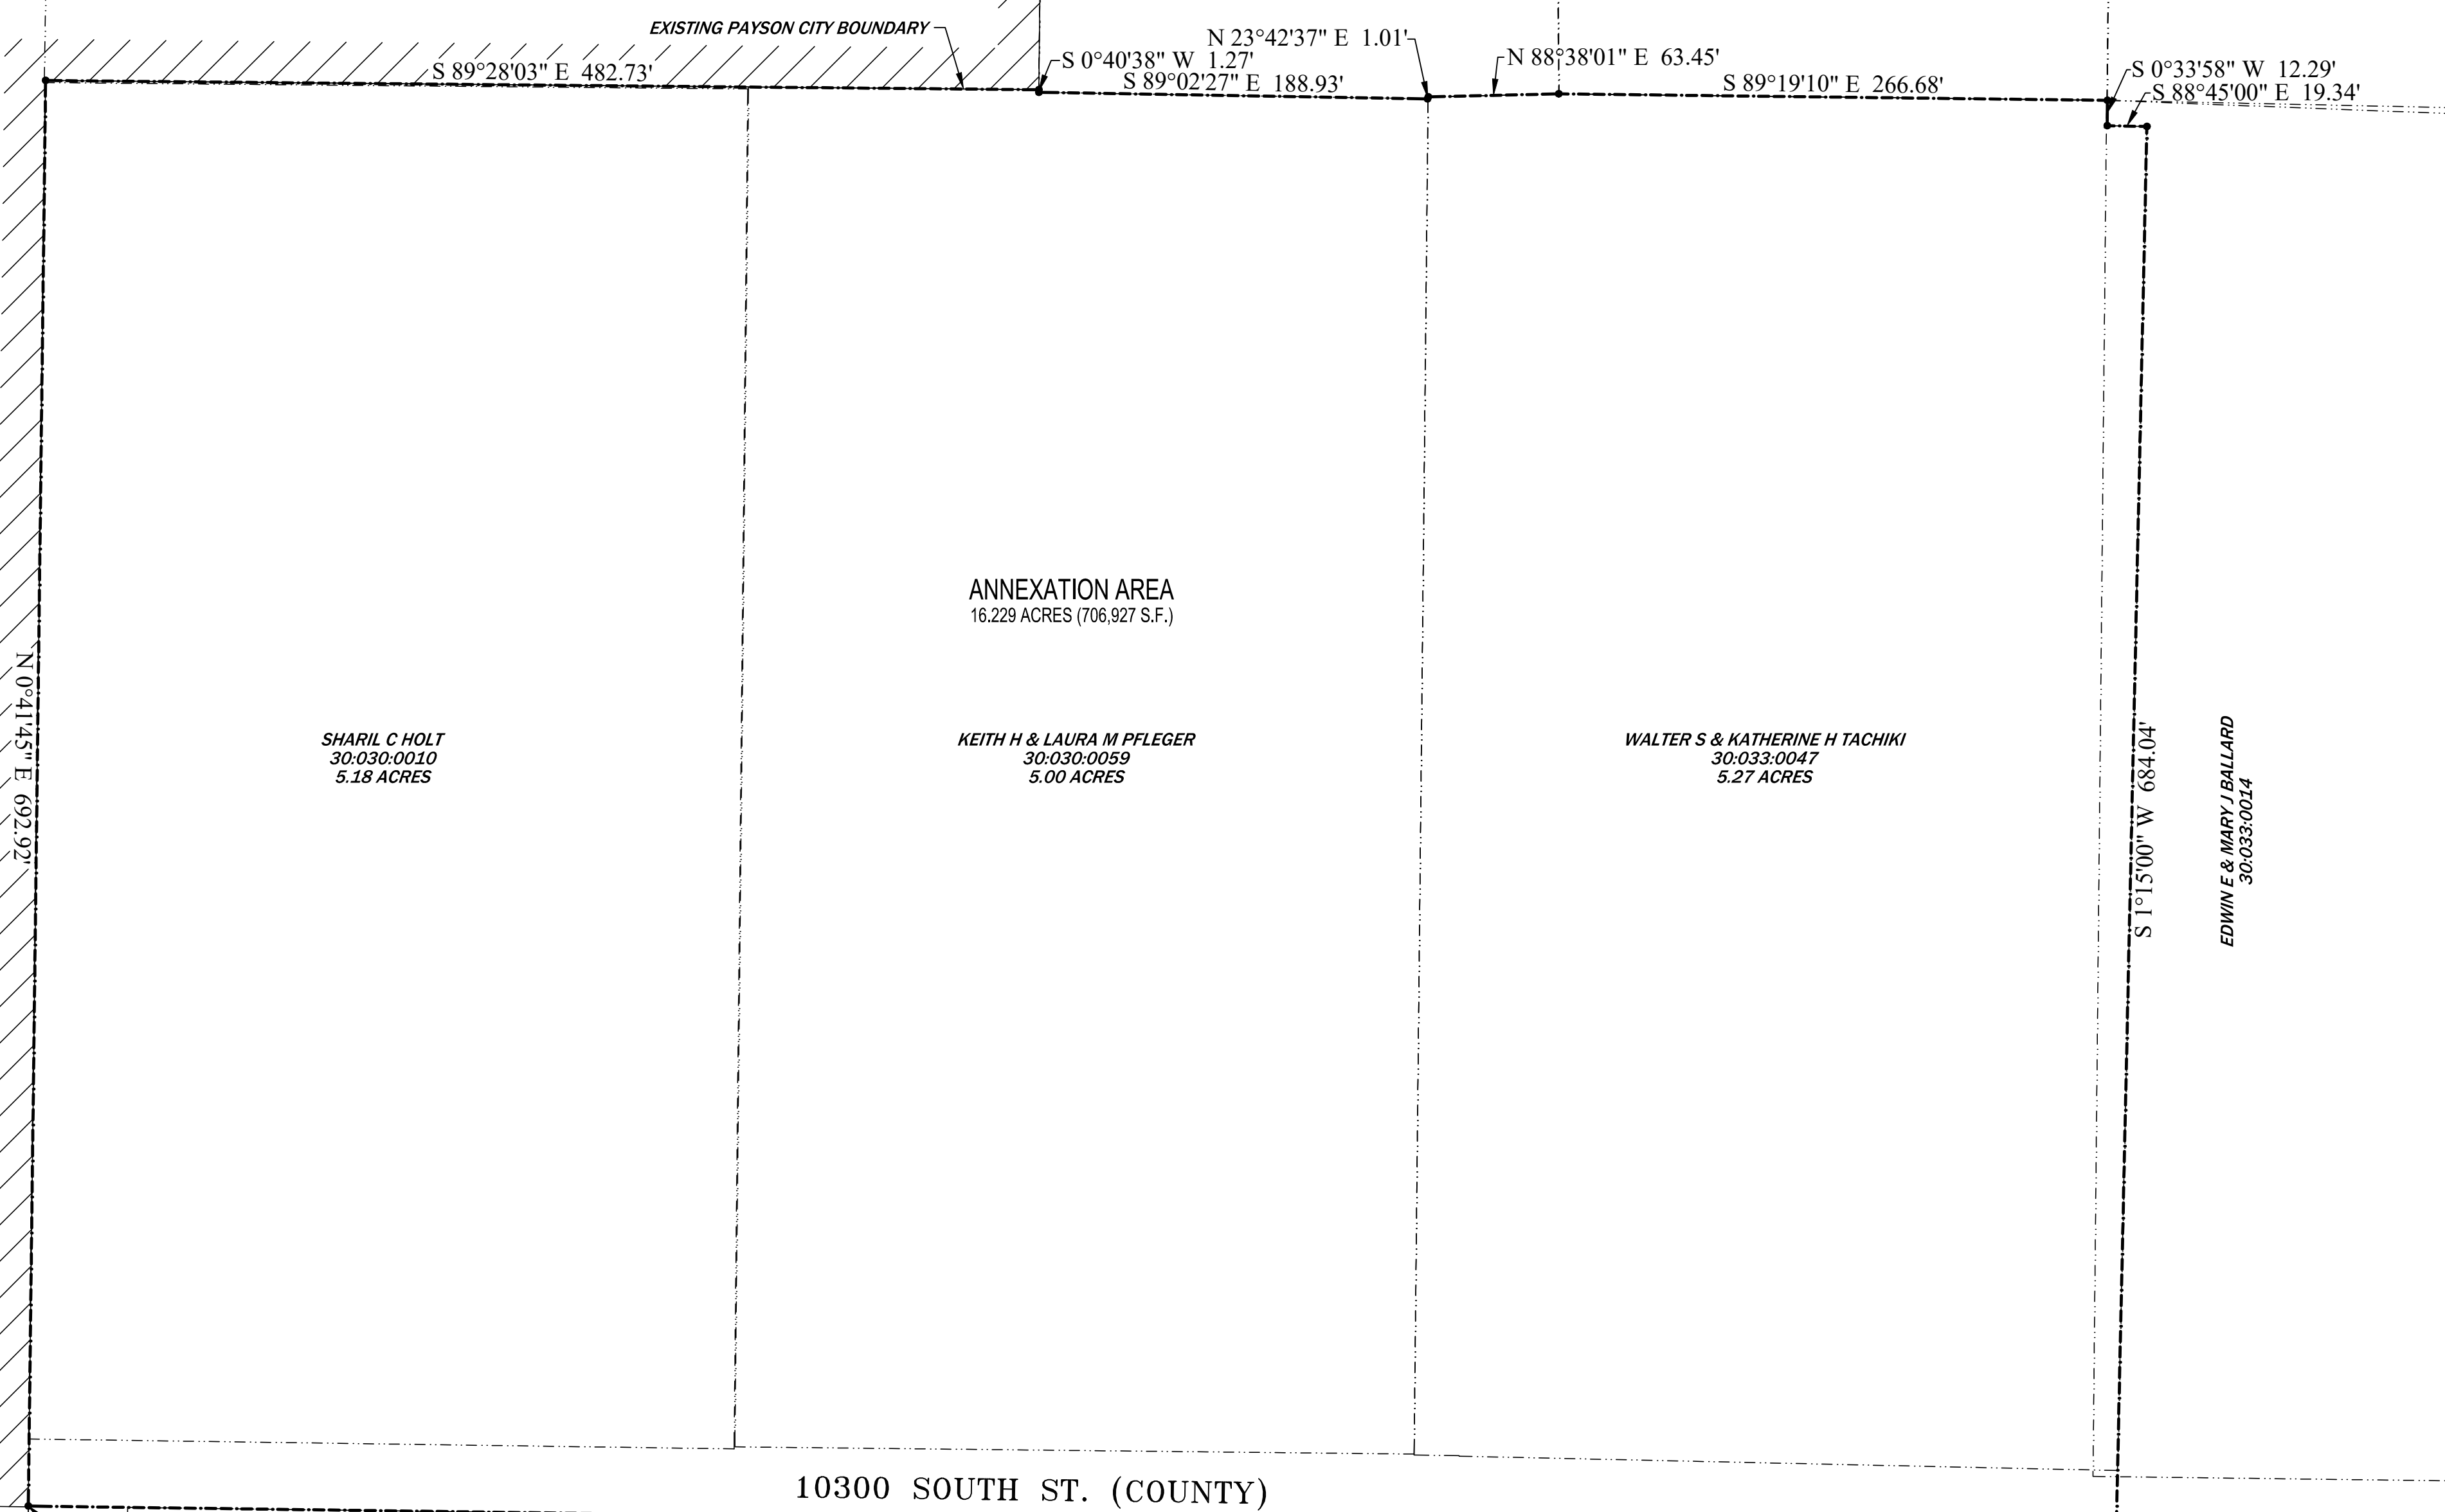 EXISTING PAYSON CITY BOUNDARY
S 89°28'03" E 482.73'
S 0°40'38" W 1.27'
S 89°02'27" E 188.93'
N 23°42'37" E 1.01'
N 88°38'01" E 63.45'
S 89°19'10" E 266.68'
S 0°33'58" W 12.29'
S 88°45'00" E 19.34'
ANNEXATION AREA
16.229 ACRES (706,927 S.F.)
N 0°41'45" E 692.92'
SHARIL C HOLT
30:030:0010
5.18 ACRES
KEITH H & LAURA M PFLEGER
30:030:0059
5.00 ACRES
WALTER S & KATHERINE H TACHIKI
30:033:0047
5.27 ACRES
S 1°15'00" W 684.04'
EDWIN E & MARY J BALLARD
30:033:0014
10300 SOUTH ST. (COUNTY)